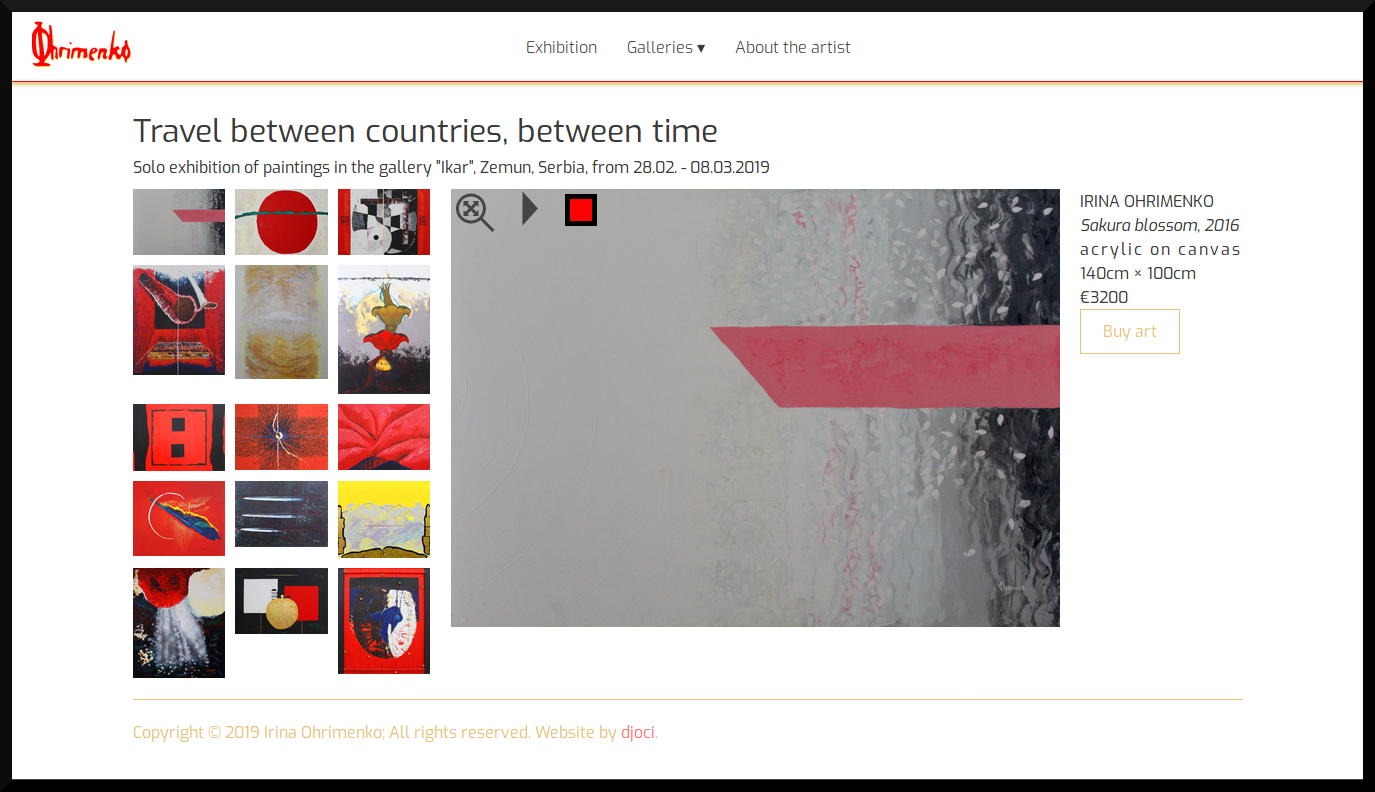 Ohrimenko
Exhibition Galleries ▾ About the artist
Travel between countries, between time
Solo exhibition of paintings in the gallery "Ikar", Zemun, Serbia, from 28.02. - 08.03.2019
IRINA OHRIMENKO
Sakura blossom, 2016
acrylic on canvas
140cm × 100cm
€3200
Buy art
Copyright © 2019 Irina Ohrimenko; All rights reserved. Website by djoci.